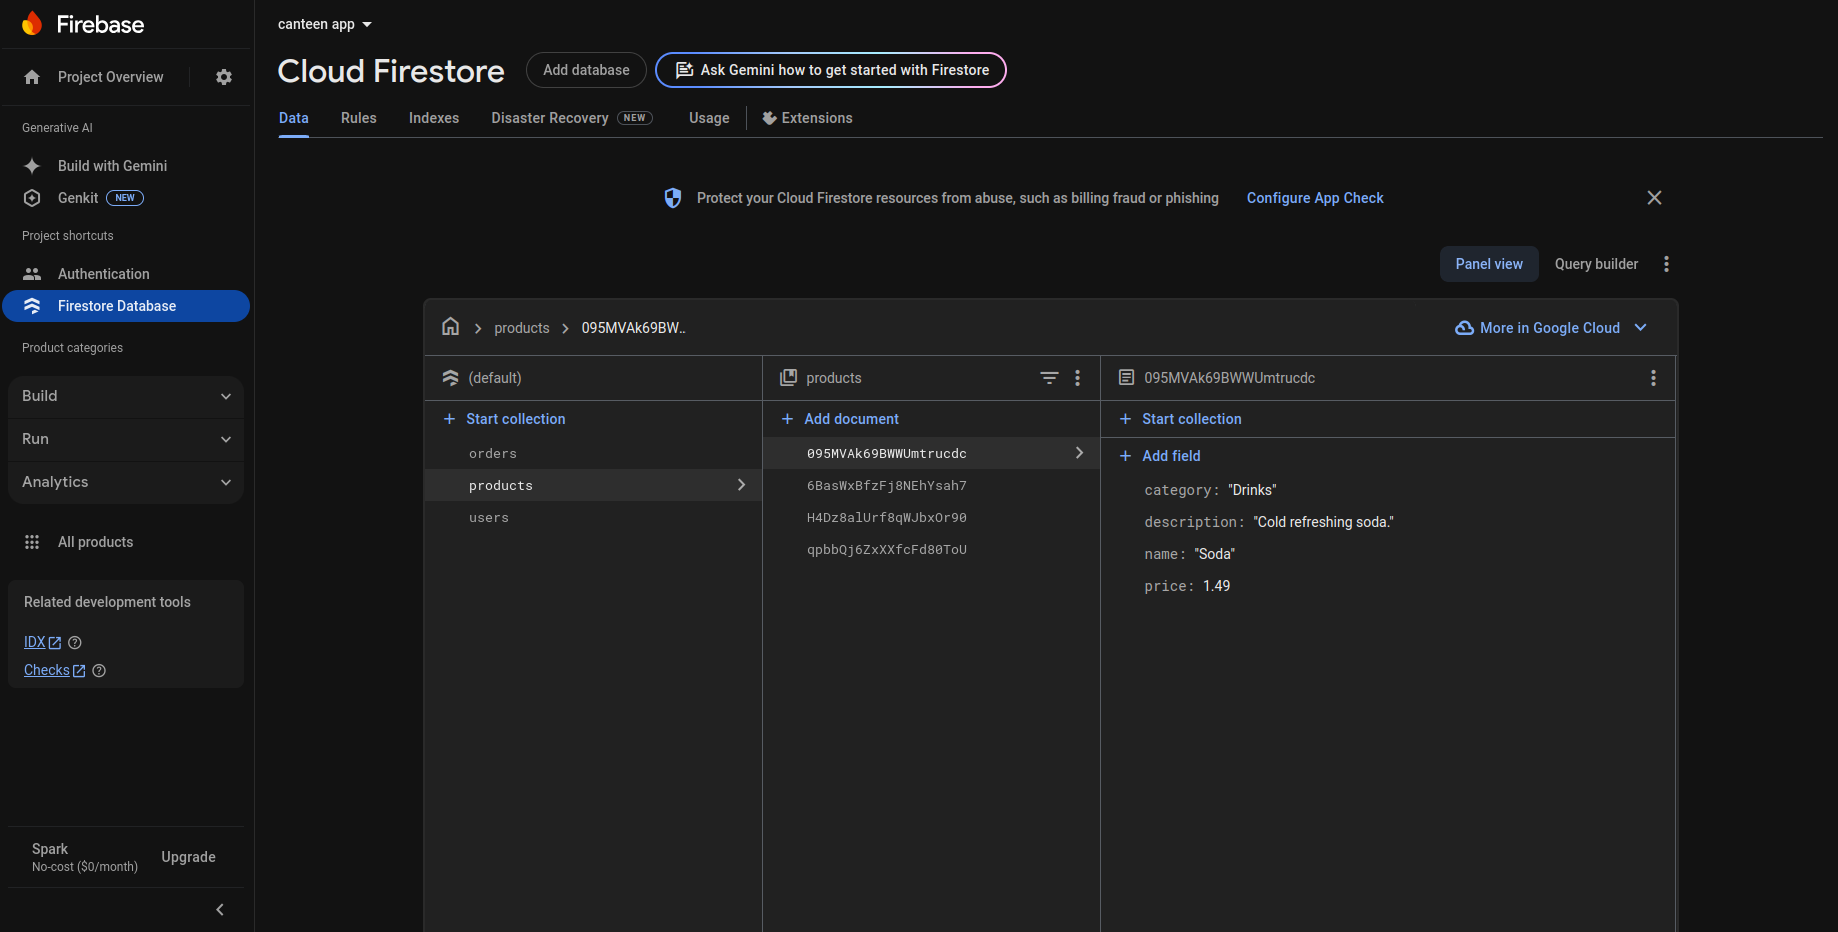 Firebase
Project Overview
Generative AI
Build with Gemini
Genkit NEW
Project shortcuts
Authentication
Firestore Database
Product categories
Build
Run
Analytics
All products
Related development tools
IDX
Checks
Spark
No-cost ($0/month)
Upgrade
canteen app
Cloud Firestore
Add database
Ask Gemini how to get started with Firestore
Data Rules Indexes Disaster Recovery NEW Usage Extensions
Protect your Cloud Firestore resources from abuse, such as billing fraud or phishing Configure App Check
Panel view Query builder
products 095MVAk69BW..
More in Google Cloud
(default)
Start collection
orders
products
users
products
Add document
095MVAk69BWWUmtrucdc
6BasWxBfzFj8NEhYsah7
H4Dz8alUrf8qWJbxOr90
qpbbQj6ZxXXfcFd80ToU
095MVAk69BWWUmtrucdc
Start collection
Add field
category: "Drinks"
description: "Cold refreshing soda."
name: "Soda"
price: 1.49